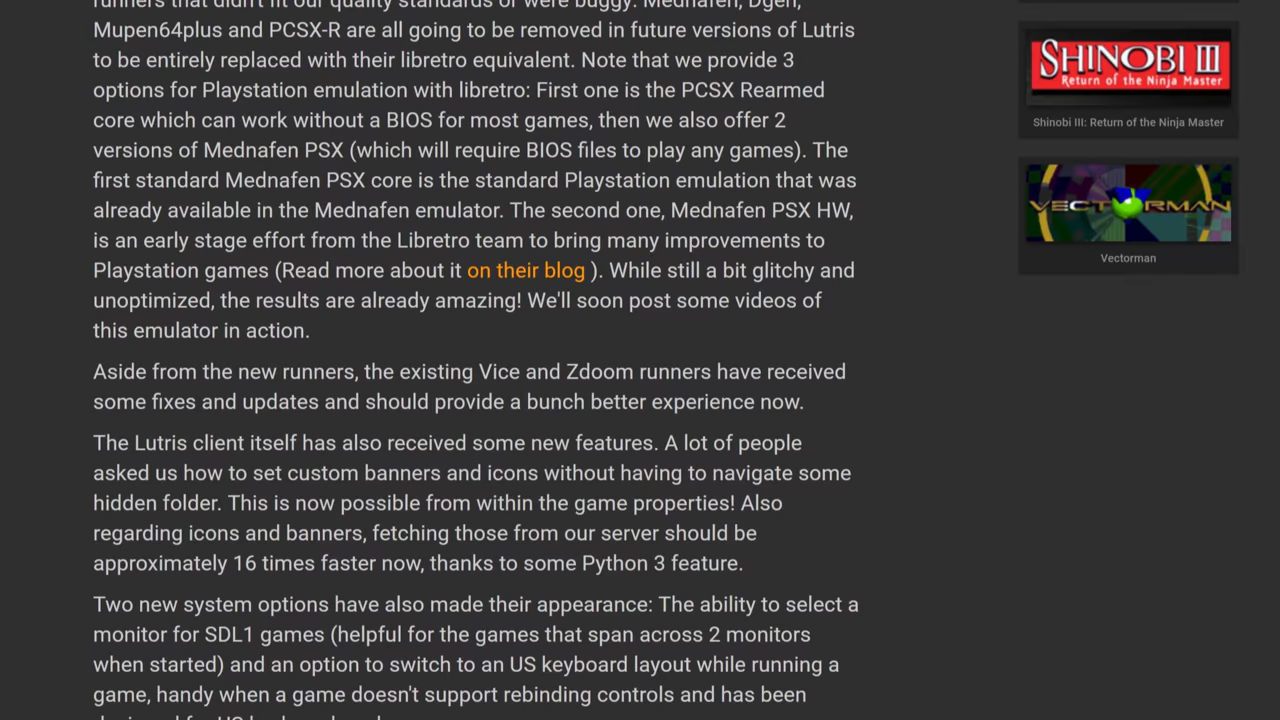 runners that didn't fit our quality standards or were buggy. Mednafen, Dgen,
Mupen64plus and PCSX-R are all going to be removed in future versions of Lutris
to be entirely replaced with their libretro equivalent. Note that we provide 3
options for Playstation emulation with libretro: First one is the PCSX Rearmed
core which can work without a BIOS for most games, then we also offer 2
versions of Mednafen PSX (which will require BIOS files to play any games). The
first standard Mednafen PSX core is the standard Playstation emulation that was
already available in the Mednafen emulator. The second one, Mednafen PSX HW,
is an early stage effort from the Libretro team to bring many improvements to
Playstation games (Read more about it on their blog ). While still a bit glitchy and
unoptimized, the results are already amazing! We'll soon post some videos of
this emulator in action.
Aside from the new runners, the existing Vice and Zdoom runners have received
some fixes and updates and should provide a bunch better experience now.
The Lutris client itself has also received some new features. A lot of people
asked us how to set custom banners and icons without having to navigate some
hidden folder. This is now possible from within the game properties! Also
regarding icons and banners, fetching those from our server should be
approximately 16 times faster now, thanks to some Python 3 feature.
Two new system options have also made their appearance: The ability to select a
monitor for SDL1 games (helpful for the games that span across 2 monitors
when started) and an option to switch to an US keyboard layout while running a
game, handy when a game doesn't support rebinding controls and has been
SHINOBI III
Return of the Ninja Master
Shinobi III: Return of the Ninja Master
VECTORMAN
Vectorman